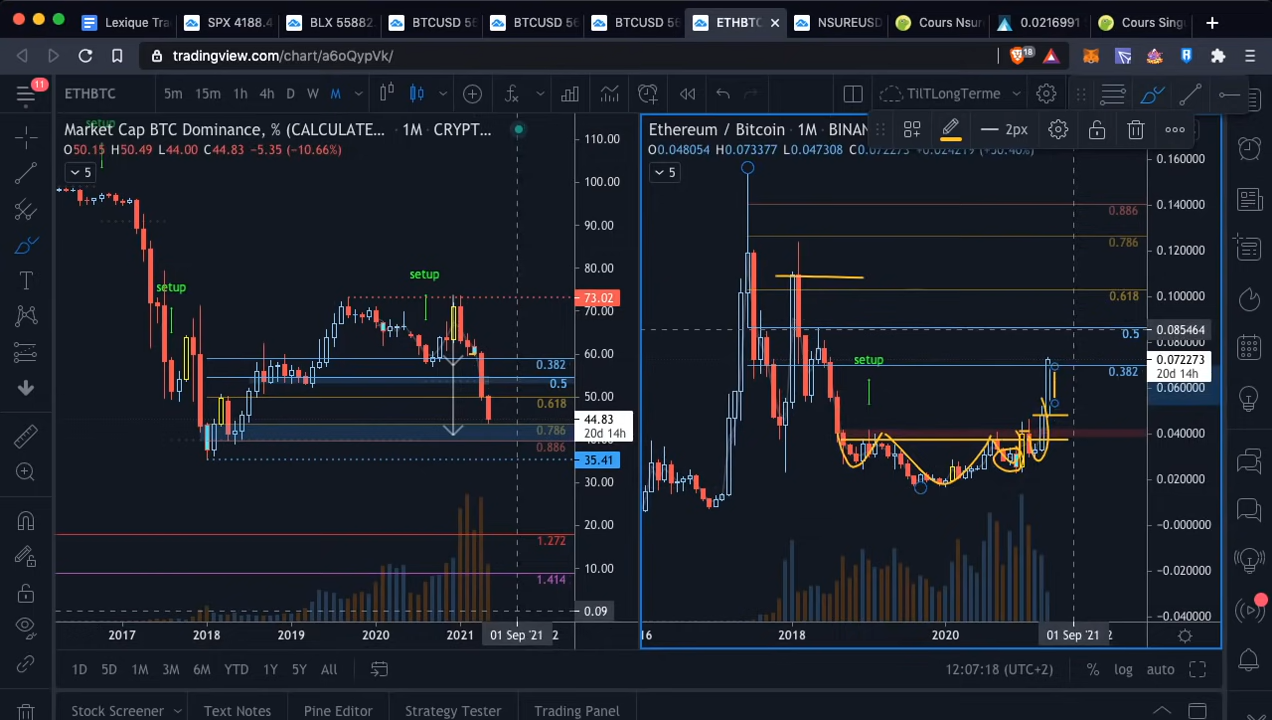 Lexique Tra
SPX 4188.4
BLX 55882.
BTCUSD 56
BTCUSD 56
BTCUSD 56
ETHBTC
NSUREUSD
Cours Nsur
0.0216991
Cours Singu
tradingview.com/chart/a6oQypVk/
18
11
ETHBTC
5m 15m 1h 4h D W M
TilTLongTerme
2px
setup
Market Cap BTC Dominance, % (CALCULATE... · 1M · CRYPT...
O50.15 H50.49 L44.00 C44.83 -5.35 (-10.66%)
5
setup
setup
0.382
0.5
0.618
0.786
0.886
1.272
1.414
110.00
100.00
90.00
80.00
73.02
70.00
60.00
50.00
44.83
20d 14h
35.41
30.00
20.00
10.00
0.09
2017 2018 2019 2020 2021 01 Sep '21 2
Ethereum / Bitcoin · 1M · BINAN
O0.048054 H0.073377 L0.047308 C0.072273
5
0.886
0.786
0.618
0.5
0.382
setup
0.160000
0.140000
0.120000
0.100000
0.085464
0.080000
0.072273
20d 14h
0.060000
0.040000
0.020000
-0.000000
-0.020000
-0.040000
16 2018 2020 01 Sep '21 2
1D 5D 1M 3M 6M YTD 1Y 5Y All
12:07:18 (UTC+2) % log auto
Stock Screener Text Notes Pine Editor Strategy Tester Trading Panel